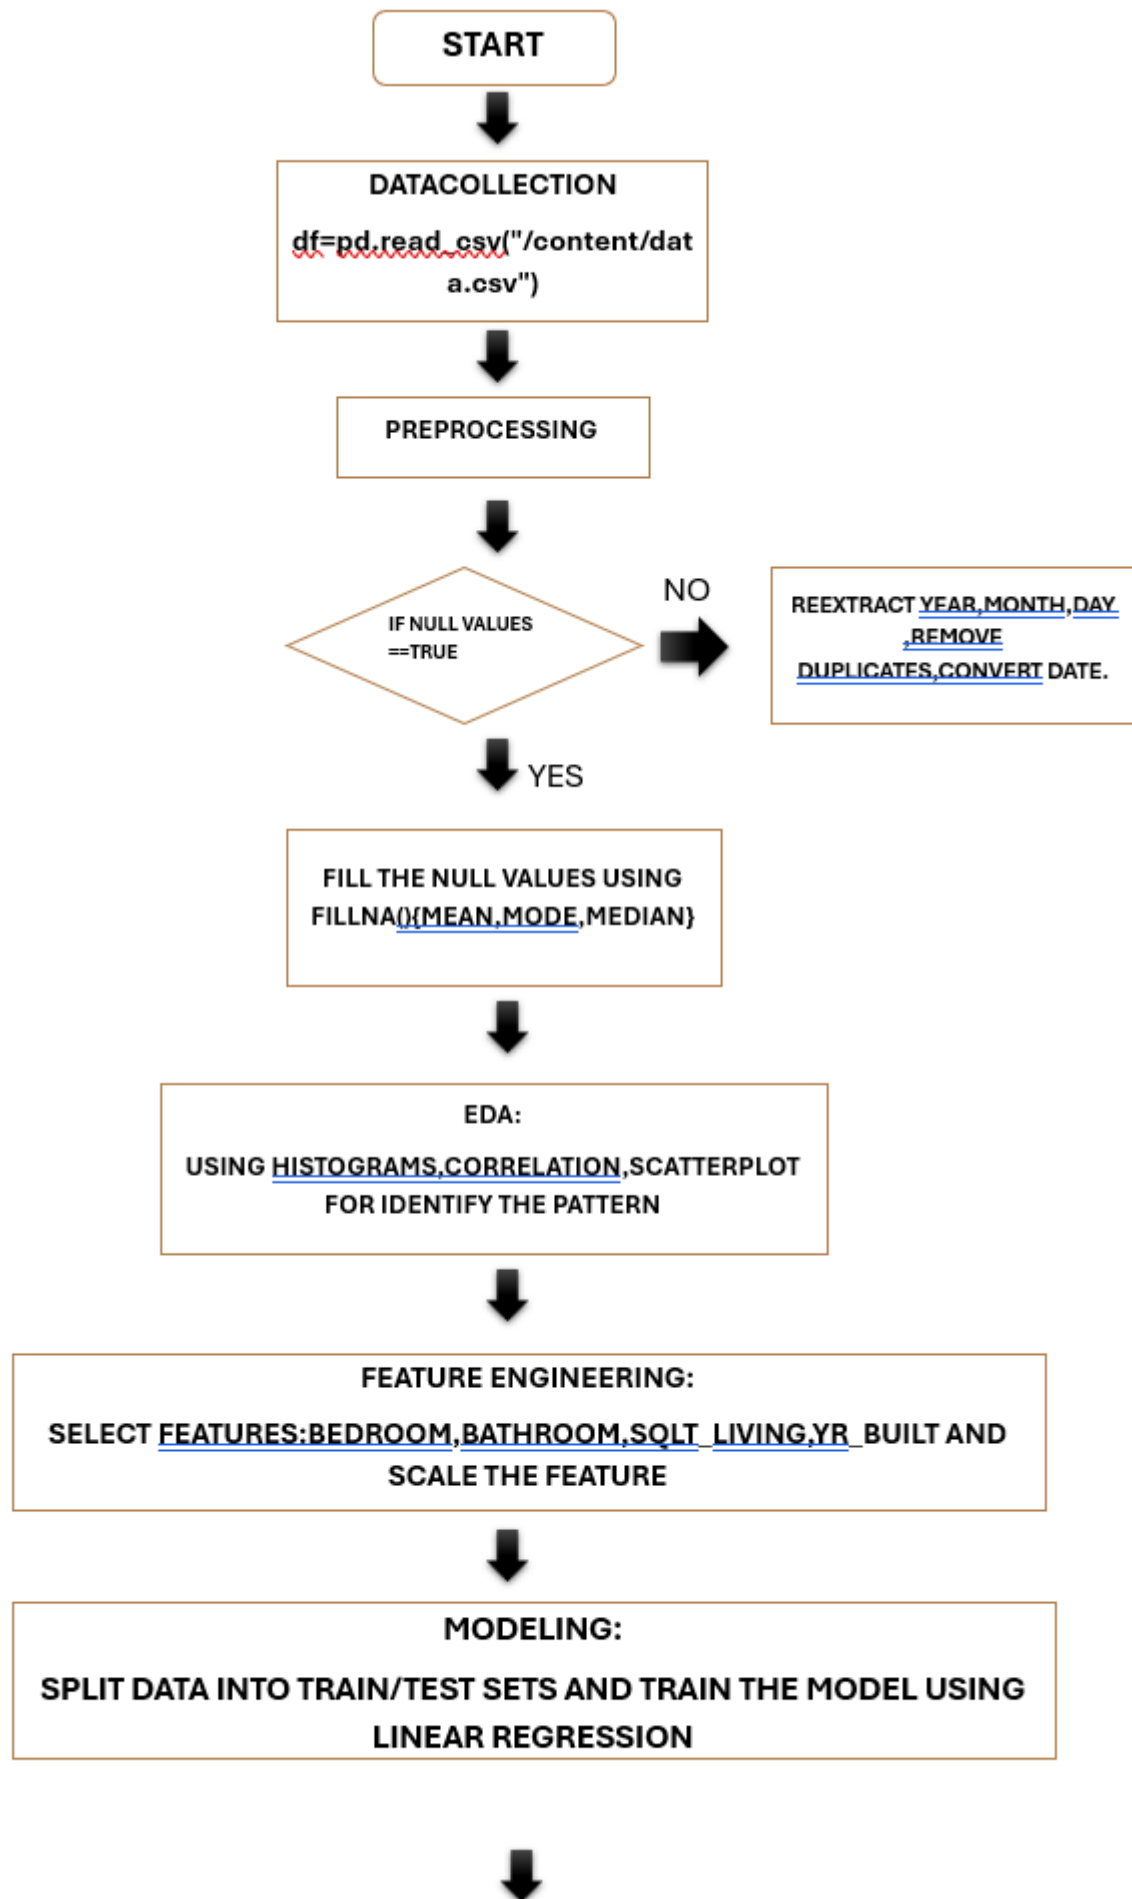 START
DATACOLLECTION
df=pd.read_csv("/content/dat
a.csv")
PREPROCESSING
IF NULL VALUES
==TRUE
NO
REEXTRACT YEAR,MONTH,DAY
,REMOVE
DUPLICATES,CONVERT DATE.
YES
FILL THE NULL VALUES USING
FILLNA(){MEAN,MODE,MEDIAN}
EDA:
USING HISTOGRAMS,CORRELATION,SCATTERPLOT
FOR IDENTIFY THE PATTERN
FEATURE ENGINEERING:
SELECT FEATURES:BEDROOM,BATHROOM,SQLT_LIVING,YR_BUILT AND
SCALE THE FEATURE
MODELING:
SPLIT DATA INTO TRAIN/TEST SETS AND TRAIN THE MODEL USING
LINEAR REGRESSION